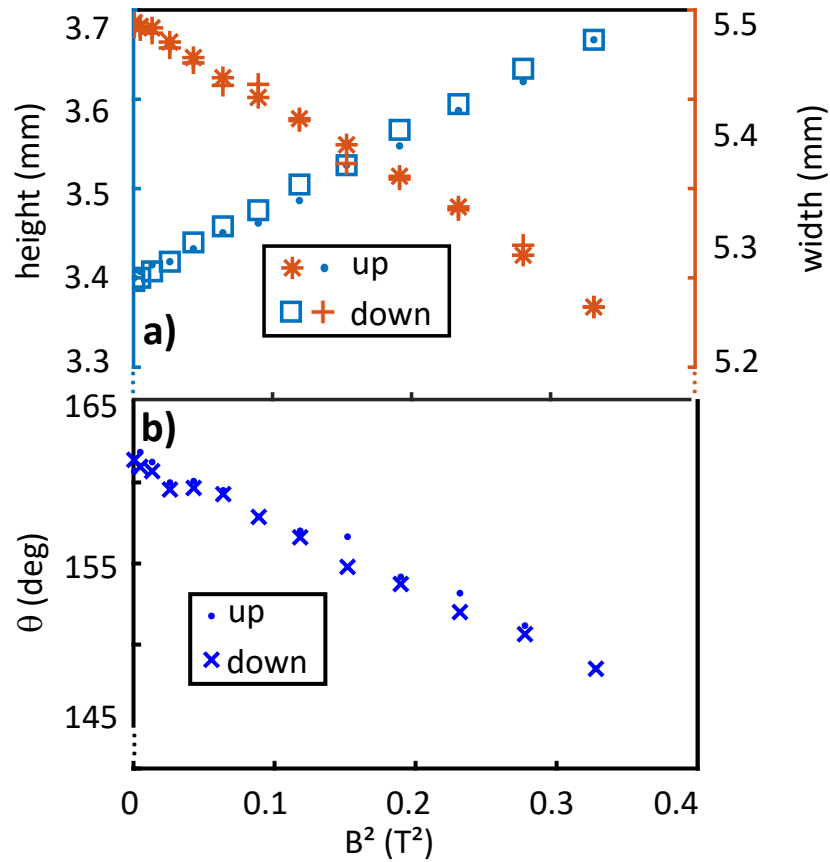 3.7
3.6
3.5
3.4
3.3
height (mm)
5.5
5.4
5.3
5.2
width (mm)
up
down
a)
b)
165
155
145
θ (deg)
up
down
0
0.1
0.2
0.3
0.4
B² (T²)